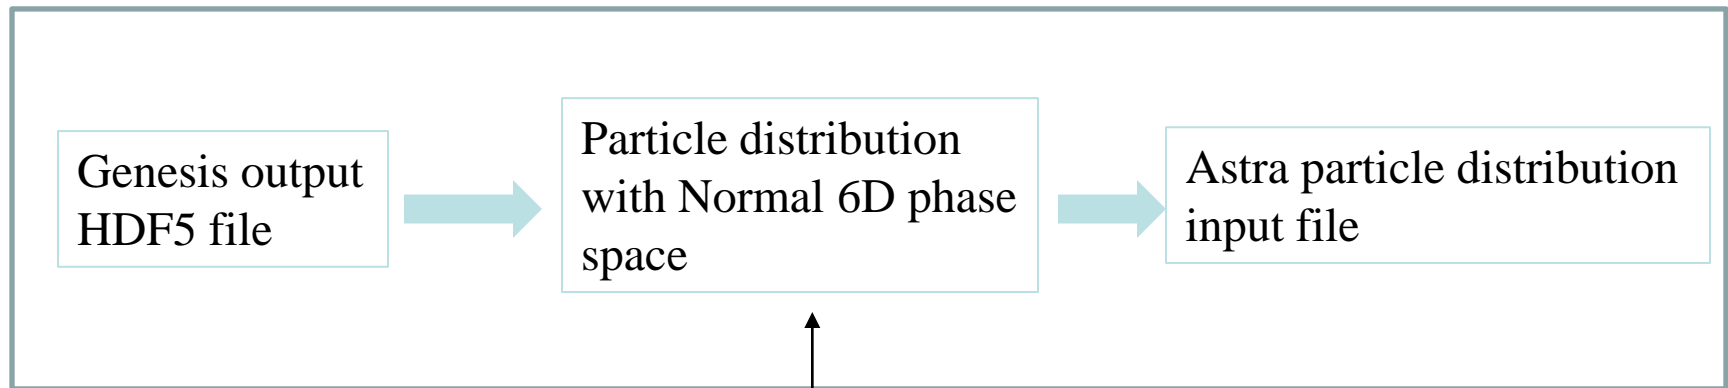 Genesis output
HDF5 file
Particle distribution
with Normal 6D phase
space
Astra particle distribution
input file